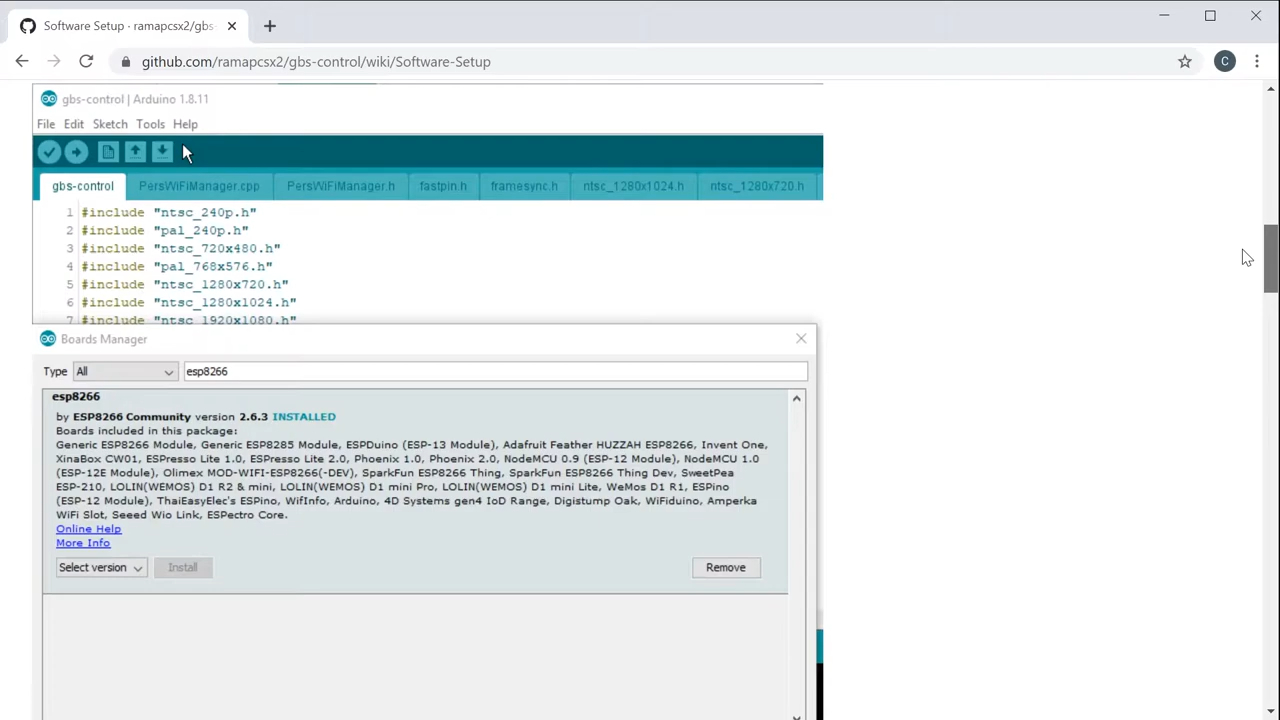 Software Setup · ramapcsx2/gbs-
github.com/ramapcsx2/gbs-control/wiki/Software-Setup
C
gbs-control | Arduino 1.8.11
File Edit Sketch Tools Help
gbs-control PersWiFiManager.cpp PersWiFiManager.h fastpin.h framesync.h ntsc_1280x1024.h ntsc_1280x720.h
1 #include "ntsc_240p.h"
2 #include "pal_240p.h"
3 #include "ntsc_720x480.h"
4 #include "pal_768x576.h"
5 #include "ntsc_1280x720.h"
6 #include "ntsc_1280x1024.h"
7 #include "ntsc_1920x1080.h"
Boards Manager
Type All esp8266
esp8266
by ESP8266 Community version 2.6.3 INSTALLED
Boards included in this package:
Generic ESP8266 Module, Generic ESP8285 Module, ESPDuino (ESP-13 Module), Adafruit Feather HUZZAH ESP8266, Invent One,
XinaBox CW01, ESPresso Lite 1.0, ESPresso Lite 2.0, Phoenix 1.0, Phoenix 2.0, NodeMCU 0.9 (ESP-12 Module), NodeMCU 1.0
(ESP-12E Module), Olimex MOD-WIFI-ESP8266(-DEV), SparkFun ESP8266 Thing, SparkFun ESP8266 Thing Dev, SweetPea
ESP-210, LOLIN(WEMOS) D1 R2 & mini, LOLIN(WEMOS) D1 mini Pro, LOLIN(WEMOS) D1 mini Lite, WeMos D1 R1, ESPino
(ESP-12 Module), ThaiEasyElec's ESPino, WifInfo, Arduino, 4D Systems gen4 IoD Range, Digistump Oak, WiFiduino, Amperka
WiFi Slot, Seeed Wio Link, ESPectro Core.
Online Help
More Info
Select version Install Remove